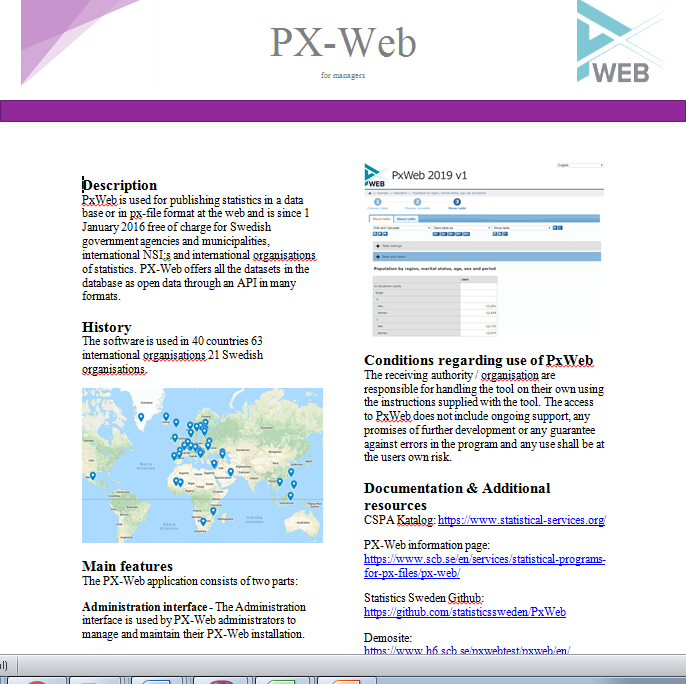 PX-Web
for managers
WEB
Description
PxWeb is used for publishing statistics in a data
base or in px-file format at the web and is since 1
January 2016 free of charge for Swedish
government agencies and municipalities,
international NSI;s and international organisations
of statistics. PX-Web offers all the datasets in the
database as open data through an API in many
formats.
History
The software is used in 40 countries 63
international organisations 21 Swedish
organisations.
Main features
The PX-Web application consists of two parts:
Administration interface - The Administration
interface is used by PX-Web administrators to
manage and maintain their PX-Web installation.
English
WEB
PxWeb 2019 v1
Population by region, marital status, age, sex and period
Conditions regarding use of PxWeb
The receiving authority / organisation are
responsible for handling the tool on their own using
the instructions supplied with the tool. The access
to PxWeb does not include ongoing support, any
promises of further development or any guarantee
against errors in the program and any use shall be at
the users own risk.
Documentation & Additional
resources
CSPA Katalog: https://www.statistical-services.org/
PX-Web information page:
https://www.scb.se/en/services/statistical-programs-
for-px-files/px-web/
Statistics Sweden Github:
https://github.com/statisticssweden/PxWeb
Demosite:
https://www.h6.scb.se/pxwebtest/pxweb/en/